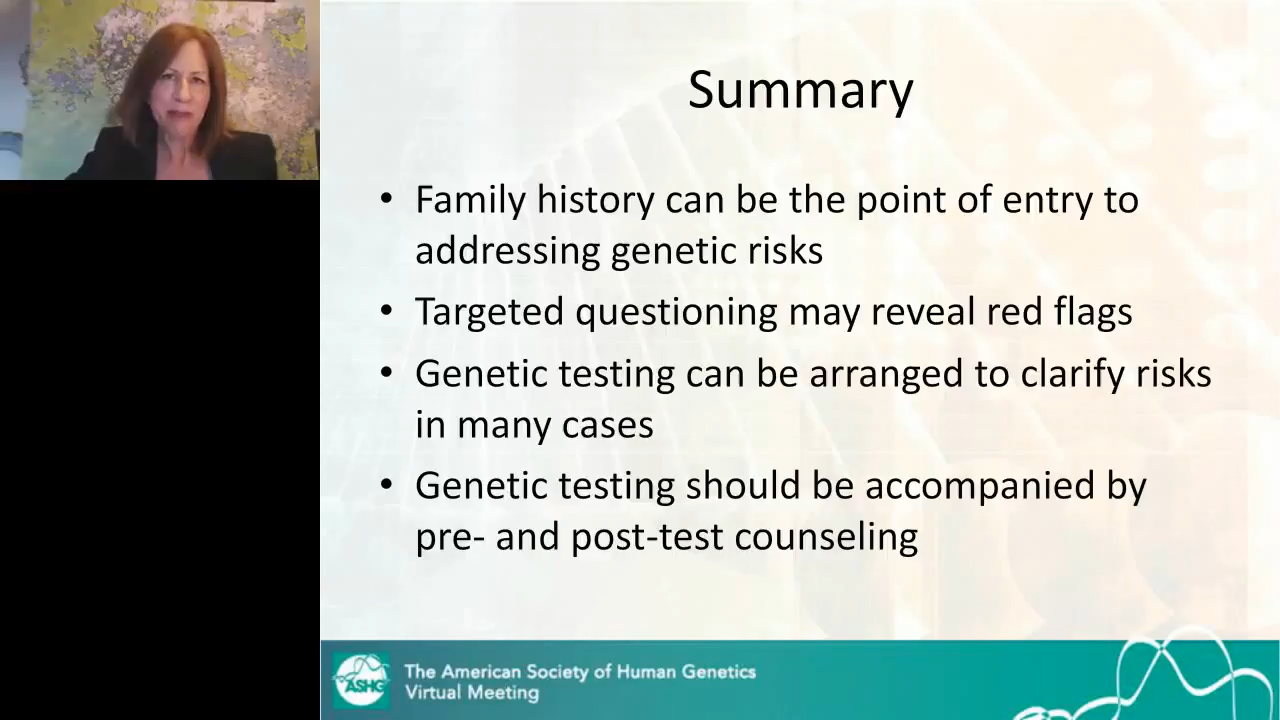 Summary
• Family history can be the point of entry to
addressing genetic risks
• Targeted questioning may reveal red flags
• Genetic testing can be arranged to clarify risks
in many cases
• Genetic testing should be accompanied by
pre- and post-test counseling
ASHG
The American Society of Human Genetics
Virtual Meeting